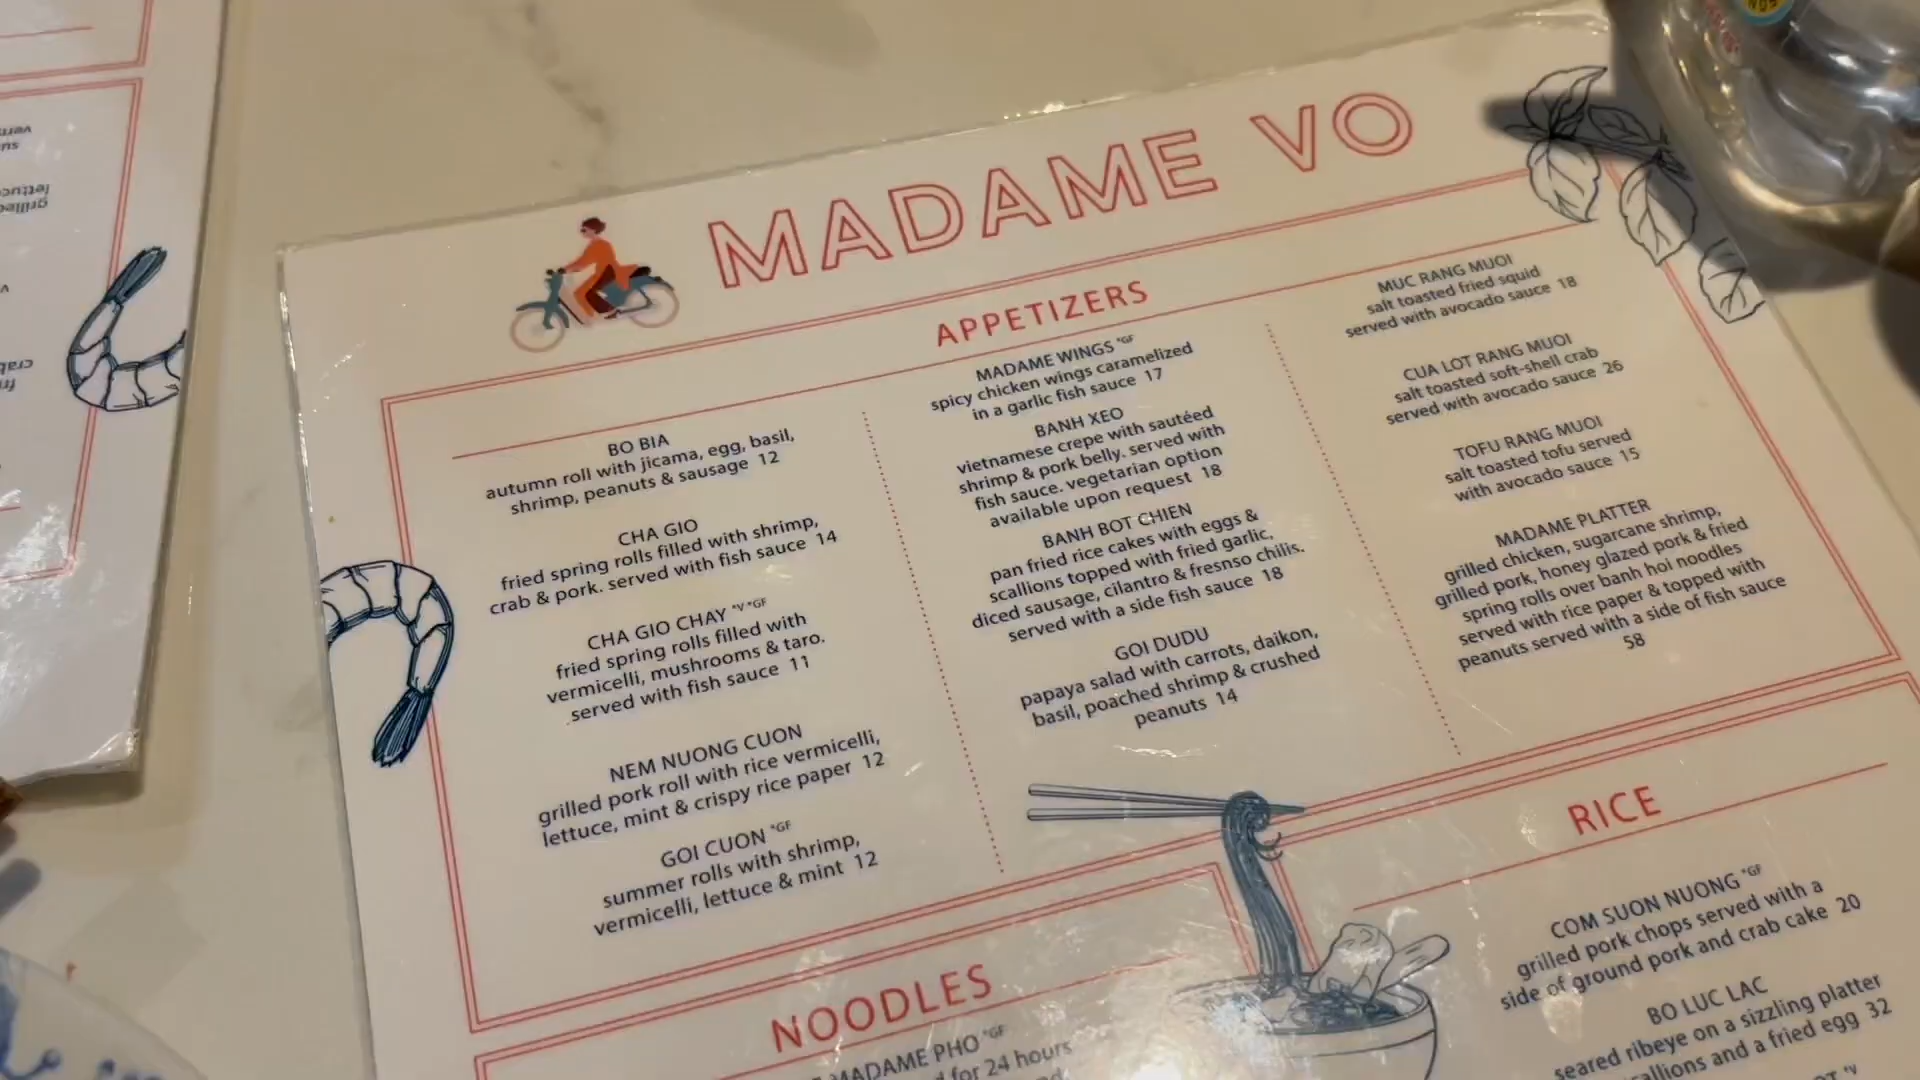 MADAME VO
APPETIZERS
BO BIA
autumn roll with jicama, egg, basil,
shrimp, peanuts & sausage 12
CHA GIO
fried spring rolls filled with shrimp,
crab & pork. served with fish sauce 14
CHA GIO CHAY *V *GF
fried spring rolls filled with
vermicelli, mushrooms & taro.
served with fish sauce 11
NEM NUONG CUON
grilled pork roll with rice vermicelli,
lettuce, mint & crispy rice paper 12
GOI CUON *GF
summer rolls with shrimp,
vermicelli, lettuce & mint 12
MADAME WINGS *GF
spicy chicken wings caramelized
in a garlic fish sauce 17
BANH XEO
vietnamese crepe with sautéed
shrimp & pork belly. served with
fish sauce. vegetarian option
available upon request 18
BANH BOT CHIEN
pan fried rice cakes with eggs &
scallions topped with fried garlic,
diced sausage, cilantro & fresnso chilis.
served with a side fish sauce 18
GOI DUDU
papaya salad with carrots, daikon,
basil, poached shrimp & crushed
peanuts 14
MUC RANG MUOI
salt toasted fried squid
served with avocado sauce 18
CUA LOT RANG MUOI
salt toasted soft-shell crab
served with avocado sauce 26
TOFU RANG MUOI
salt toasted tofu served
with avocado sauce 15
MADAME PLATTER
grilled chicken, sugarcane shrimp,
grilled pork, honey glazed pork & fried
spring rolls over banh hoi noodles
served with rice paper & topped with
peanuts served with a side of fish sauce
58
NOODLES
MADAME PHO *GF
for 24 hours
RICE
COM SUON NUONG *GF
grilled pork chops served with a
side of ground pork and crab cake 20
BO LUC LAC
seared ribeye on a sizzling platter
and a fried egg 32